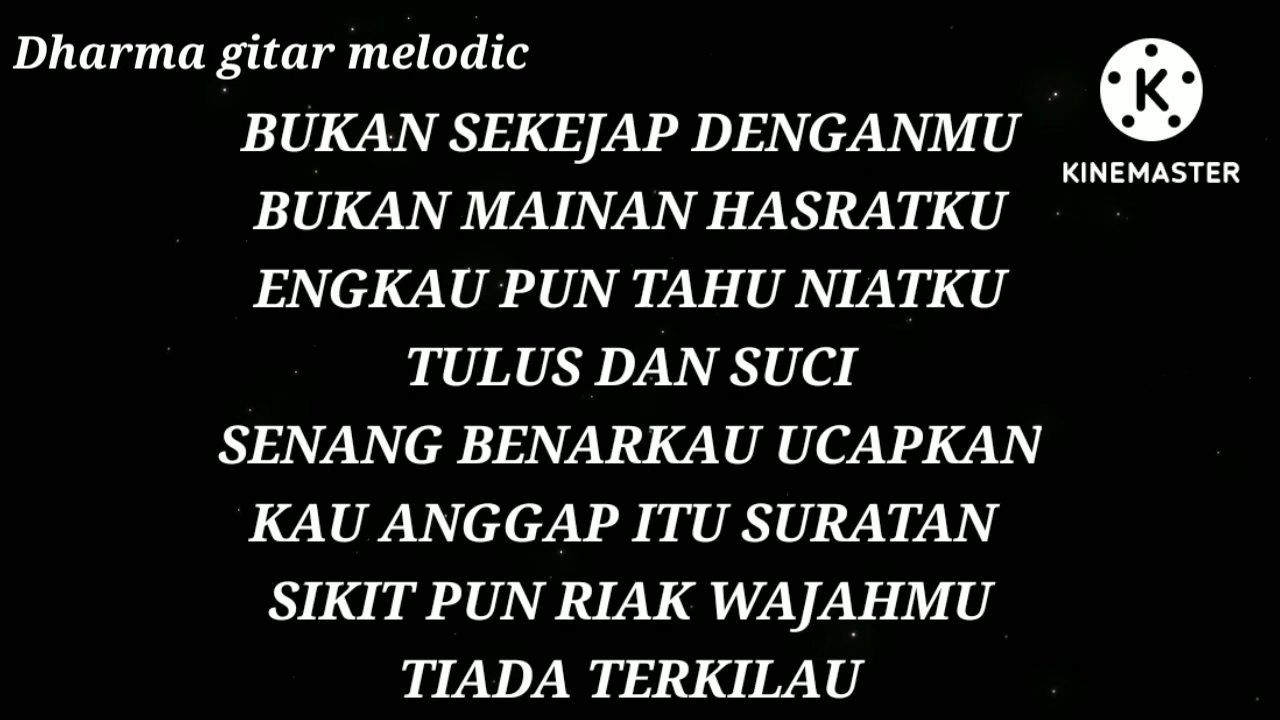 Dharma gitar melodic
K
KINEMASTER
BUKAN SEKEJAP DENGANMU
BUKAN MAINAN HASRATKU
ENGKAU PUN TAHU NIATKU
TULUS DAN SUCI
SENANG BENARKAU UCAPKAN
KAU ANGGAP ITU SURATAN
SIKIT PUN RIAK WAJAHMU
TIADA TERKILAU